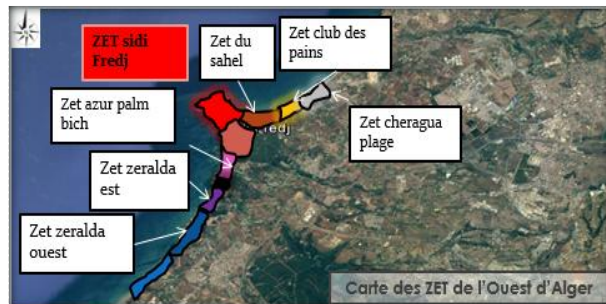 ZET sidi
Fredj
Zet du
sahel
Zet club des
pains
Zet azur palm
bich
Zet cheragua
plage
Zet zeralda
est
Zet zeralda
ouest
Carte des ZET de l'Ouest d'Alger